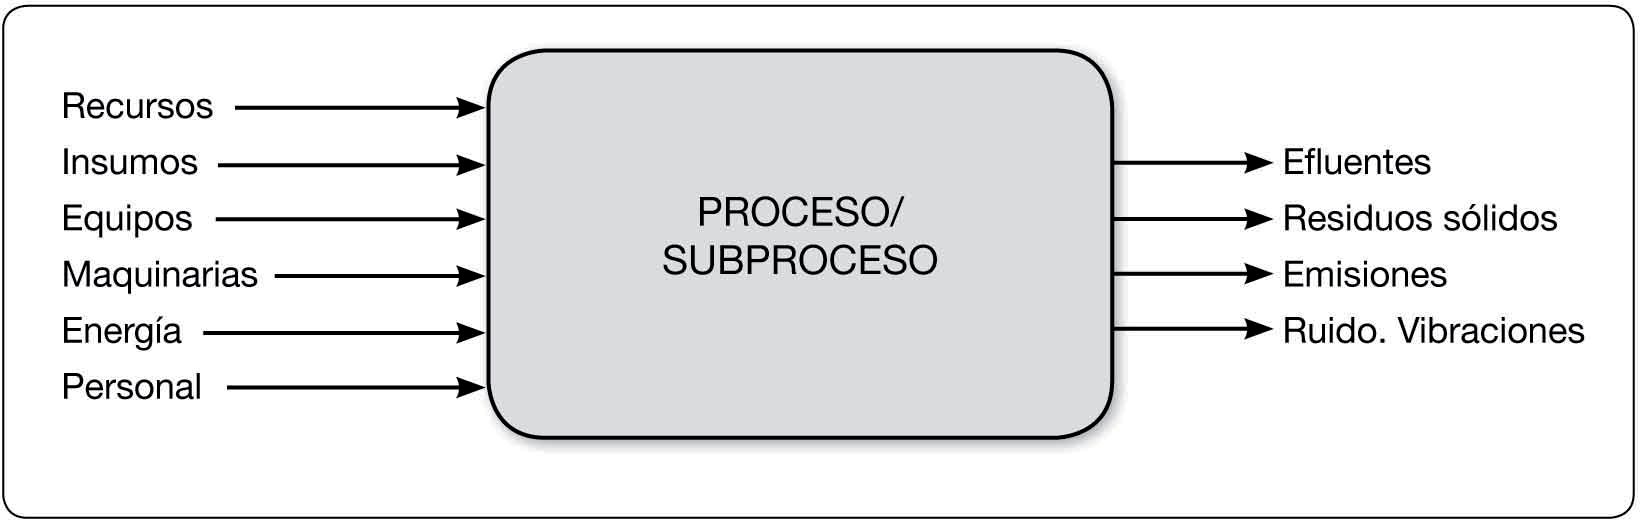 Recursos
Insumos
Equipos
Maquinarias
Energía
Personal
PROCESO/
SUBPROCESO
Efluentes
Residuos sólidos
Emisiones
Ruido. Vibraciones